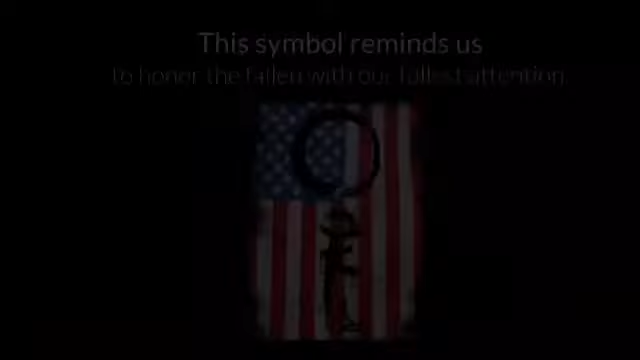 This symbol reminds us
to honor the fallen with our fullest attention